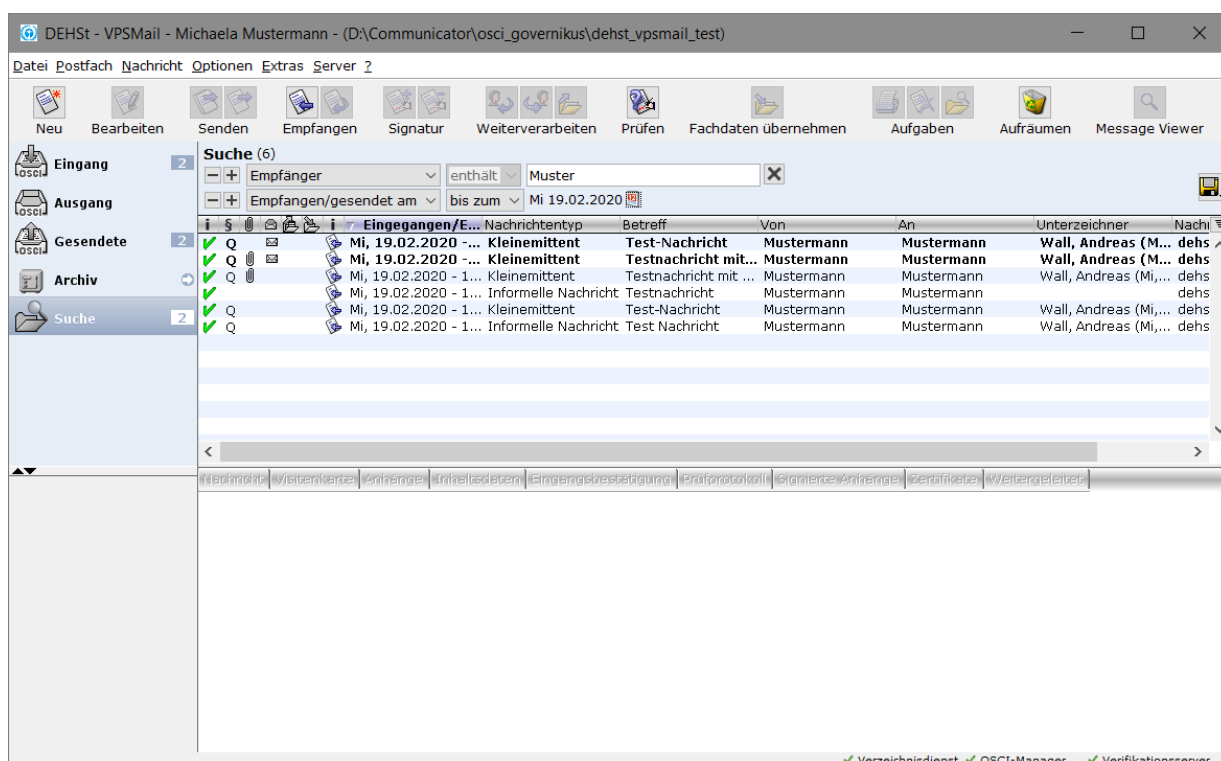 DEHSt - VPSMail - Michaela Mustermann - (D:\Communicator\osci_governikus\dehst_vpsmail_test)
Datei Postfach Nachricht Optionen Extras Server ?
Neu Bearbeiten Senden Empfangen Signatur Weiterverarbeiten Prüfen Fachdaten übernehmen Aufgaben Aufräumen Message Viewer
OSCI Eingang 2
OSCI Ausgang
OSCI Gesendete 2
Archiv
Suche 2
Suche (6)
Empfänger enthält Muster
Empfangen/gesendet am bis zum Mi 19.02.2020
i § i Eingegangen/E... Nachrichtentyp Betreff Von An Unterzeichner Nachi
Q Mi, 19.02.2020 -... Kleinemittent Test-Nachricht Mustermann Mustermann Wall, Andreas (M... dehs
Q Mi, 19.02.2020 -... Kleinemittent Testnachricht mit... Mustermann Mustermann Wall, Andreas (M... dehs
Q Mi, 19.02.2020 - 1... Kleinemittent Testnachricht mit ... Mustermann Mustermann Wall, Andreas (Mi,... dehs
Mi, 19.02.2020 - 1... Informelle Nachricht Testnachricht Mustermann Mustermann dehs
Q Mi, 19.02.2020 - 1... Kleinemittent Test-Nachricht Mustermann Mustermann Wall, Andreas (Mi,... dehs
Q Mi, 19.02.2020 - 1... Informelle Nachricht Test Nachricht Mustermann Mustermann Wall, Andreas (Mi,... dehs
Nachricht Visitenkarte Anhänge Inhaltsdaten Eingangsbestätigung Prüfprotokoll Signierte Anhänge Zertifikate Weitergeleitet
Verzeichnisdienst OSCI-Manager Verifikationsserver